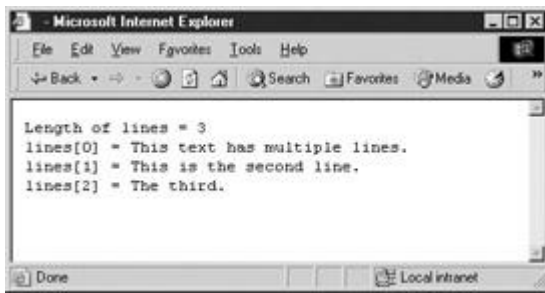 - Microsoft Internet Explorer
File Edit View Favorites Tools Help
Back Search Favorites Media »
Length of lines = 3
lines[0] = This text has multiple lines.
lines[1] = This is the second line.
lines[2] = The third.
Done Local intranet